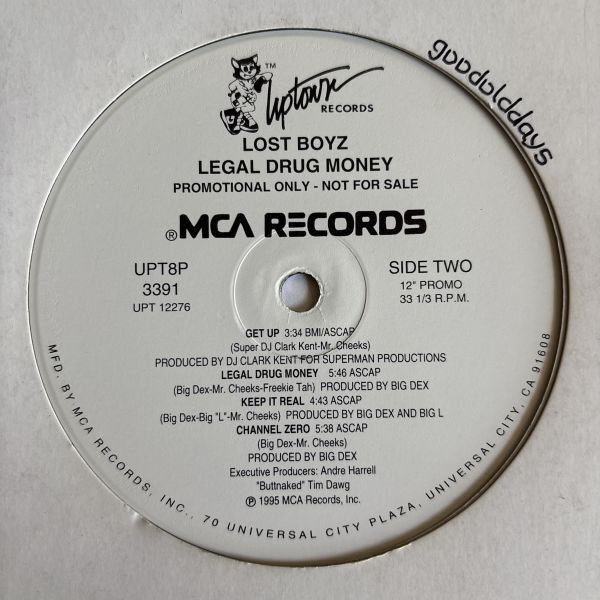 gooodolddays
TM
Uptown
RECORDS
LOST BOYZ
LEGAL DRUG MONEY
PROMOTIONAL ONLY - NOT FOR SALE
®MCA RECORDS
UPT8P
3391
UPT 12276
SIDE TWO
12" PROMO
33 1/3 R.P.M.
GET UP 3:34 BMI/ASCAP
(Super DJ Clark Kent-Mr. Cheeks)
PRODUCED BY DJ CLARK KENT FOR SUPERMAN PRODUCTIONS
LEGAL DRUG MONEY 5:46 ASCAP
(Big Dex-Mr. Cheeks-Freekie Tah) PRODUCED BY BIG DEX
KEEP IT REAL 4:43 ASCAP
(Big Dex-Big "L"-Mr. Cheeks) PRODUCED BY BIG DEX AND BIG L
CHANNEL ZERO 5:38 ASCAP
(Big Dex-Mr. Cheeks)
PRODUCED BY BIG DEX
Executive Producers: Andre Harrell
"Buttnaked" Tim Dawg
℗ 1995 MCA Records, Inc.
MFD. BY MCA RECORDS, INC., 70 UNIVERSAL CITY PLAZA, UNIVERSAL CITY, CA 91608